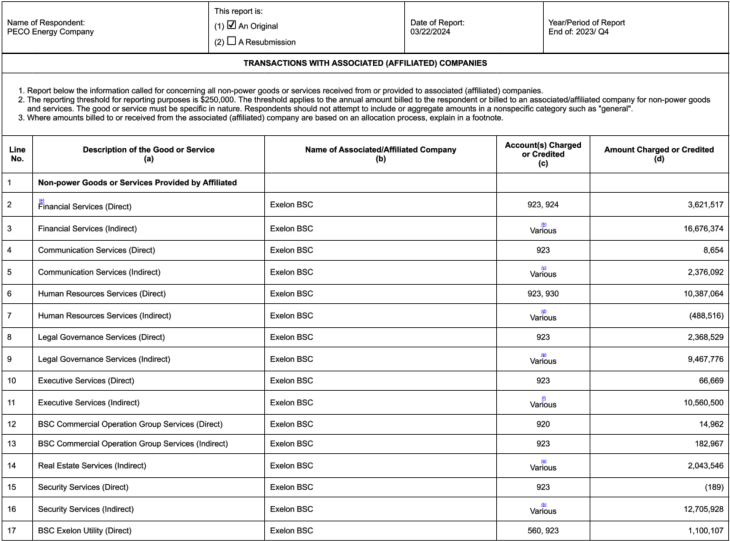 Name of Respondent:
PECO Energy Company
This report is:
(1) ☑ An Original
(2) ☐ A Resubmission
Date of Report:
03/22/2024
Year/Period of Report
End of: 2023/ Q4
TRANSACTIONS WITH ASSOCIATED (AFFILIATED) COMPANIES
1. Report below the information called for concerning all non-power goods or services received from or provided to associated (affiliated) companies.
2. The reporting threshold for reporting purposes is $250,000. The threshold applies to the annual amount billed to the respondent or billed to an associated/affiliated company for non-power goods
and services. The good or service must be specific in nature. Respondents should not attempt to include or aggregate amounts in a nonspecific category such as "general".
3. Where amounts billed to or received from the associated (affiliated) company are based on an allocation process, explain in a footnote.
Line No. Description of the Good or Service (a) Name of Associated/Affiliated Company (b) Account(s) Charged or Credited (c) Amount Charged or Credited (d)
1 Non-power Goods or Services Provided by Affiliated
2 Financial Services (Direct) Exelon BSC 923, 924 3,621,517
3 Financial Services (Indirect) Exelon BSC Various 16,676,374
4 Communication Services (Direct) Exelon BSC 923 8,654
5 Communication Services (Indirect) Exelon BSC Various 2,376,092
6 Human Resources Services (Direct) Exelon BSC 923, 930 10,387,064
7 Human Resources Services (Indirect) Exelon BSC Various (488,516)
8 Legal Governance Services (Direct) Exelon BSC 923 2,368,529
9 Legal Governance Services (Indirect) Exelon BSC Various 9,467,776
10 Executive Services (Direct) Exelon BSC 923 66,669
11 Executive Services (Indirect) Exelon BSC Various 10,560,500
12 BSC Commercial Operation Group Services (Direct) Exelon BSC 920 14,962
13 BSC Commercial Operation Group Services (Indirect) Exelon BSC 923 182,967
14 Real Estate Services (Indirect) Exelon BSC Various 2,043,546
15 Security Services (Direct) Exelon BSC 923 (189)
16 Security Services (Indirect) Exelon BSC Various 12,705,928
17 BSC Exelon Utility (Direct) Exelon BSC 560, 923 1,100,107